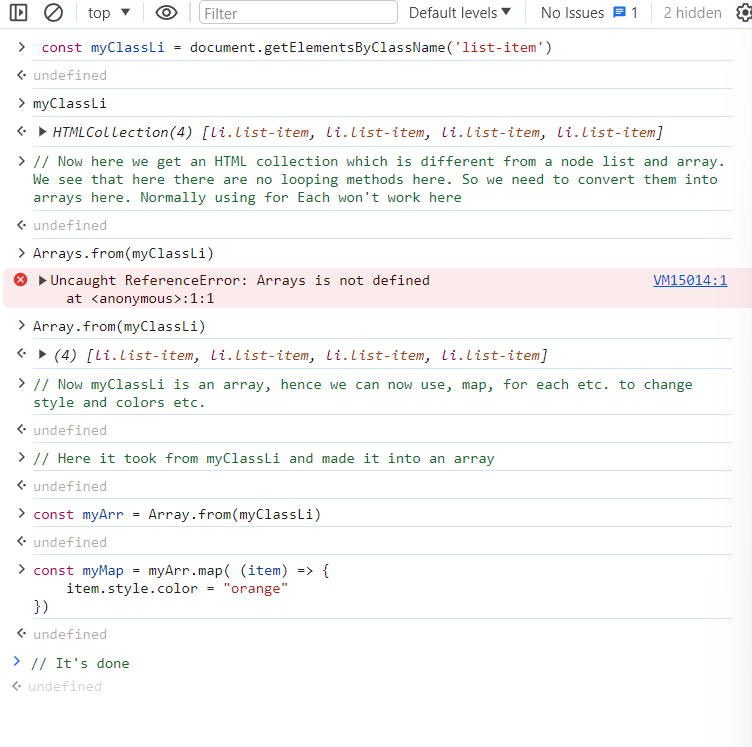 top Filter Default levels No Issues 1 2 hidden
const myClassLi = document.getElementsByClassName('list-item')
undefined
myClassLi
HTMLCollection(4) [li.list-item, li.list-item, li.list-item, li.list-item]
// Now here we get an HTML collection which is different from a node list and array.
We see that here there are no looping methods here. So we need to convert them into
arrays here. Normally using for Each won't work here
undefined
Arrays.from(myClassLi)
Uncaught ReferenceError: Arrays is not defined VM15014:1
at <anonymous>:1:1
Array.from(myClassLi)
(4) [li.list-item, li.list-item, li.list-item, li.list-item]
// Now myClassLi is an array, hence we can now use, map, for each etc. to change
style and colors etc.
undefined
// Here it took from myClassLi and made it into an array
undefined
const myArr = Array.from(myClassLi)
undefined
const myMap = myArr.map( (item) => {
item.style.color = "orange"
})
undefined
// It's done
undefined